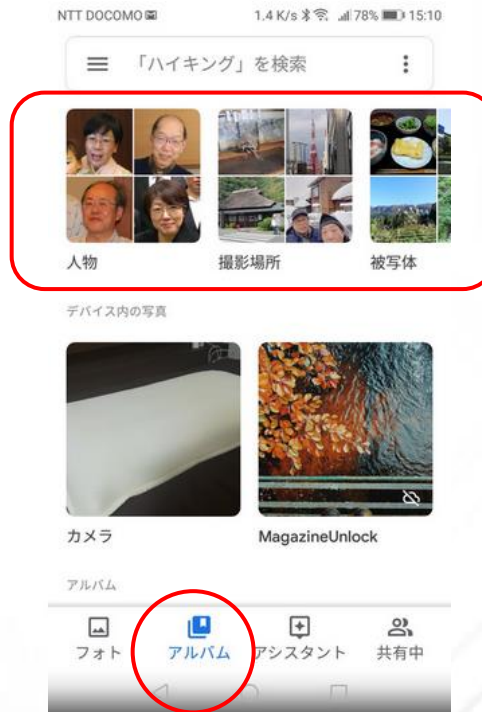 NTT DOCOMO 1.4 K/s 78% 15:10
「ハイキング」を検索
人物 撮影場所 被写体
デバイス内の写真
カメラ MagazineUnlock
アルバム
フォト アルバム アシスタント 共有中